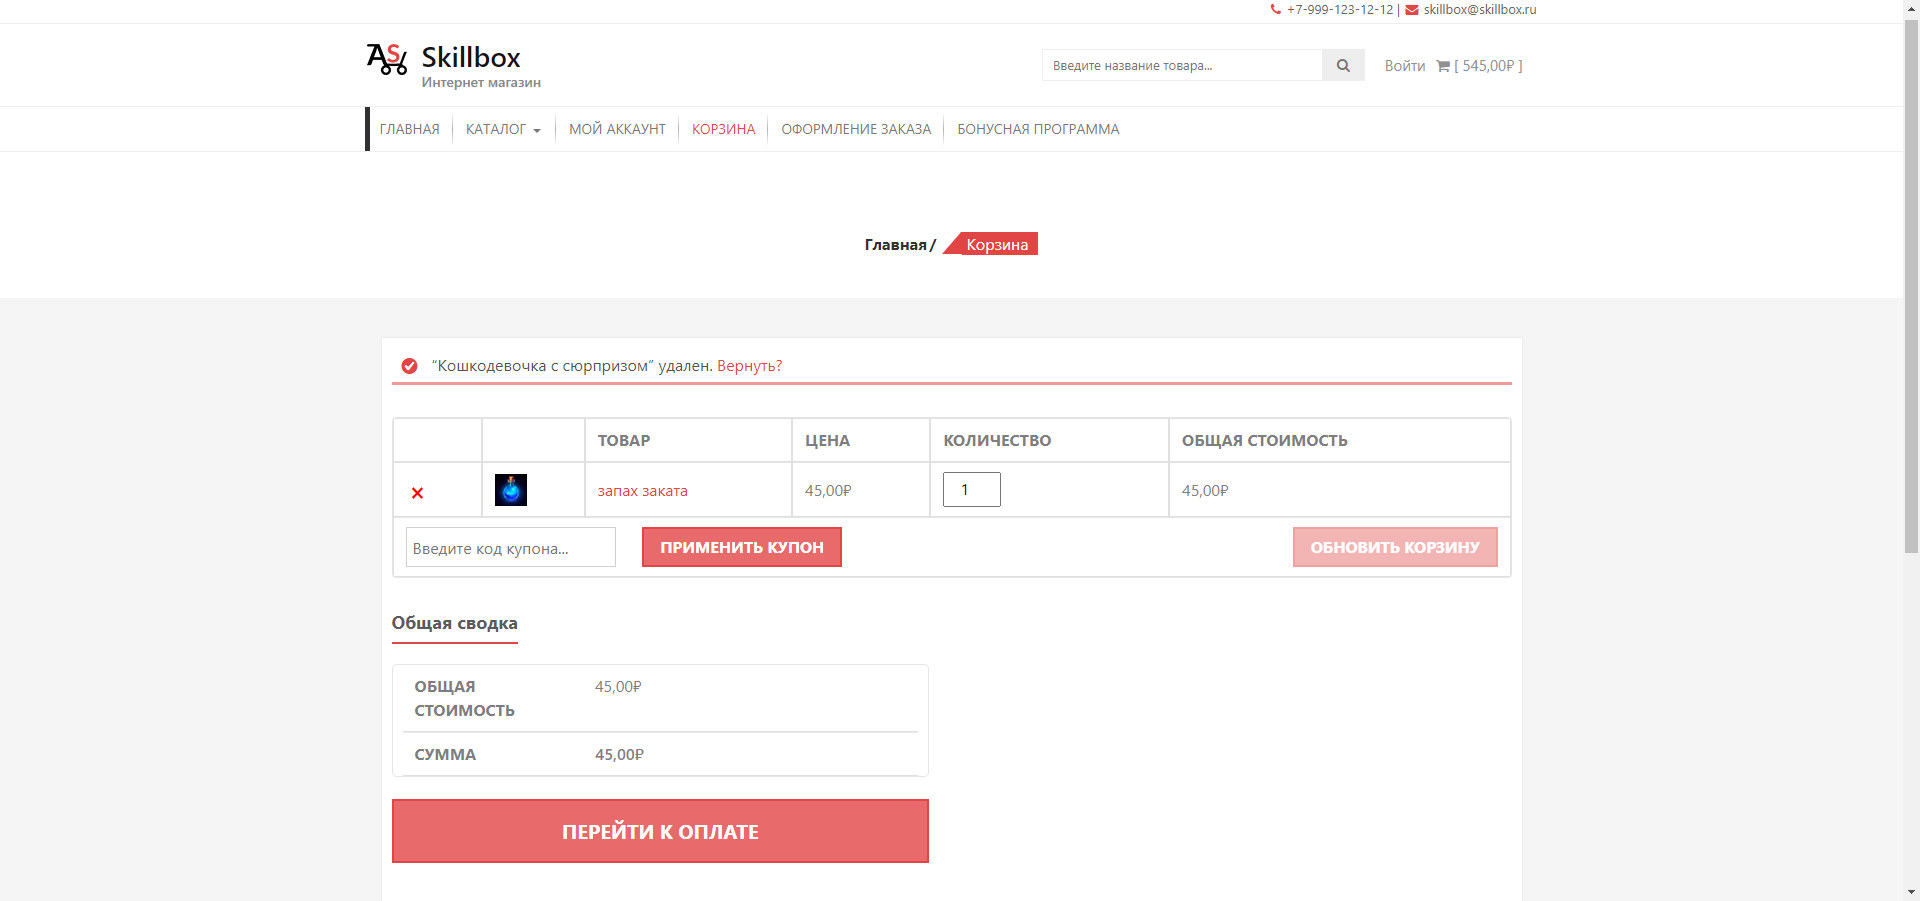 +7-999-123-12-12 | skillbox@skillbox.ru
AS Skillbox
Интернет магазин
Введите название товара...
Войти [ 545,00₽ ]
ГЛАВНАЯ КАТАЛОГ МОЙ АККАУНТ КОРЗИНА ОФОРМЛЕНИЕ ЗАКАЗА БОНУСНАЯ ПРОГРАММА
Главная / Корзина
“Кошкодевочка с сюрпризом” удален. Вернуть?
ТОВАР ЦЕНА КОЛИЧЕСТВО ОБЩАЯ СТОИМОСТЬ
× запах заката 45,00₽ 1 45,00₽
Введите код купона... ПРИМЕНИТЬ КУПОН ОБНОВИТЬ КОРЗИНУ
Общая сводка
ОБЩАЯ СТОИМОСТЬ 45,00₽
СУММА 45,00₽
ПЕРЕЙТИ К ОПЛАТЕ